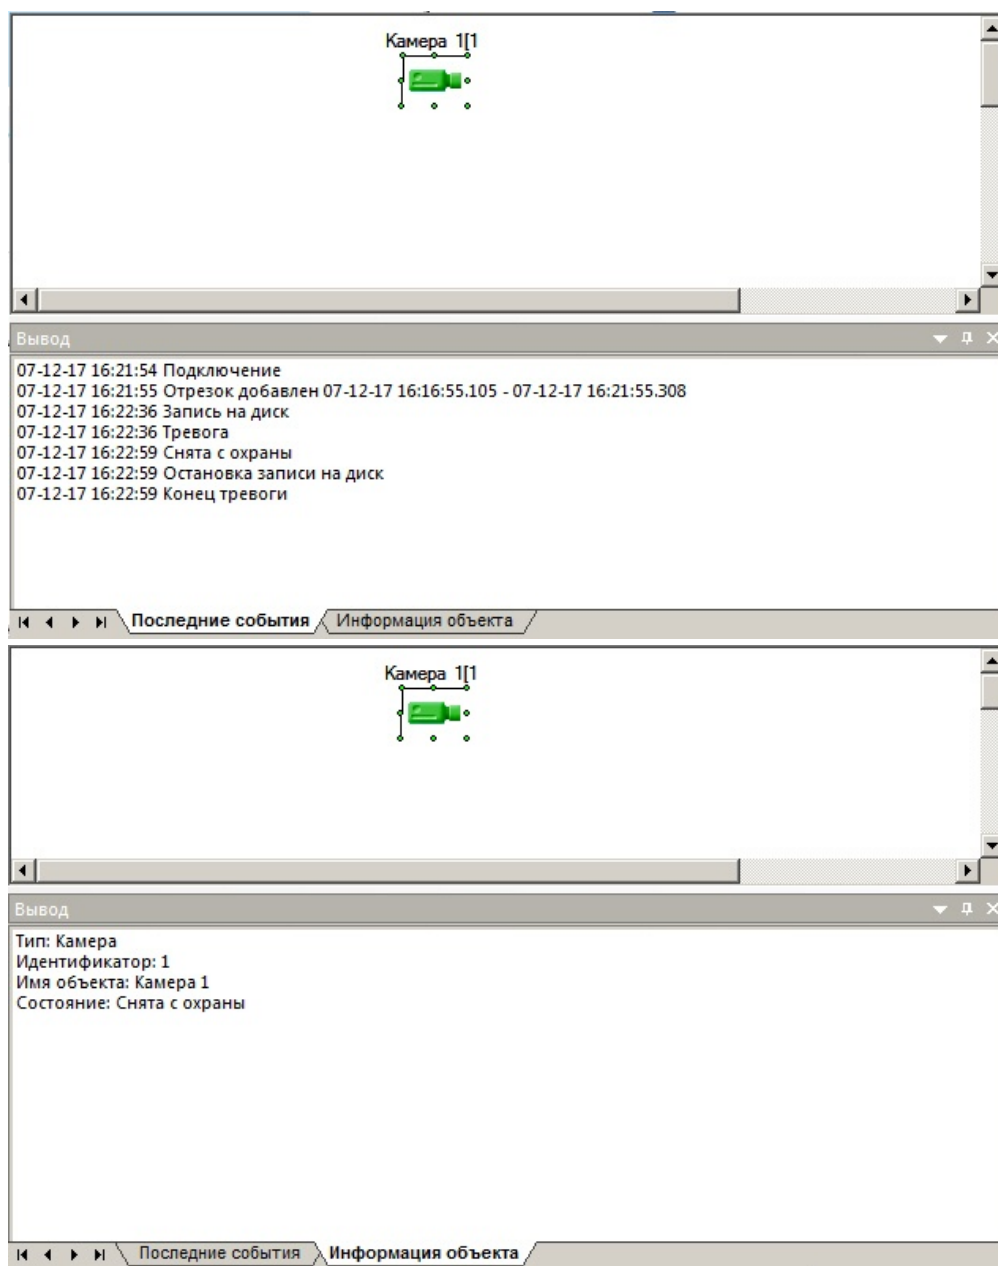 Камера 1[1
Вывод
07-12-17 16:21:54 Подключение
07-12-17 16:21:55 Отрезок добавлен 07-12-17 16:16:55.105 - 07-12-17 16:21:55.308
07-12-17 16:22:36 Запись на диск
07-12-17 16:22:36 Тревога
07-12-17 16:22:59 Снята с охраны
07-12-17 16:22:59 Остановка записи на диск
07-12-17 16:22:59 Конец тревоги
Последние события Информация объекта
Камера 1[1
Вывод
Тип: Камера
Идентификатор: 1
Имя объекта: Камера 1
Состояние: Снята с охраны
Последние события Информация объекта